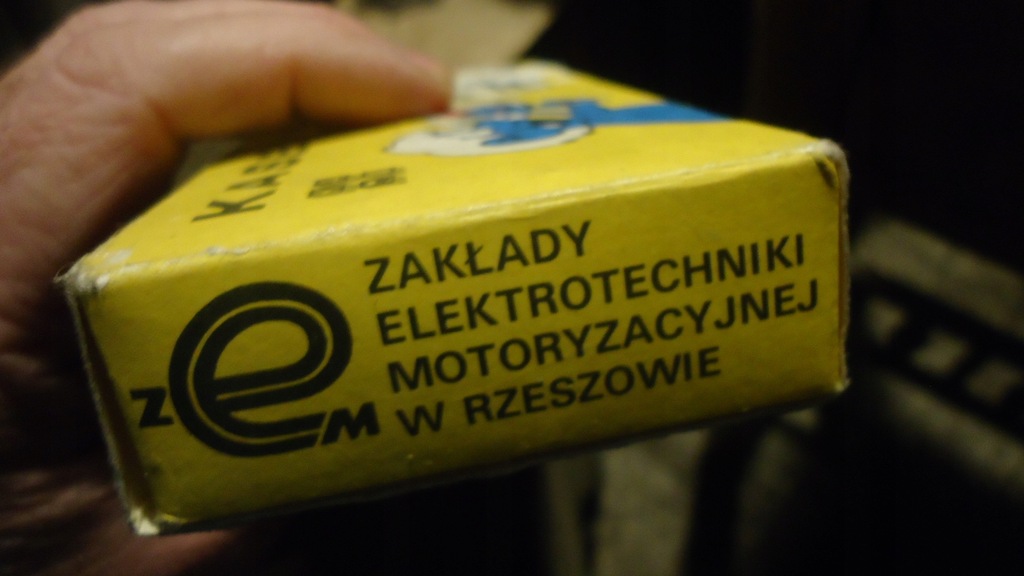 ZEM
ZAKŁADY
ELEKTROTECHNIKI
MOTORYZACYJNEJ
W RZESZOWIE